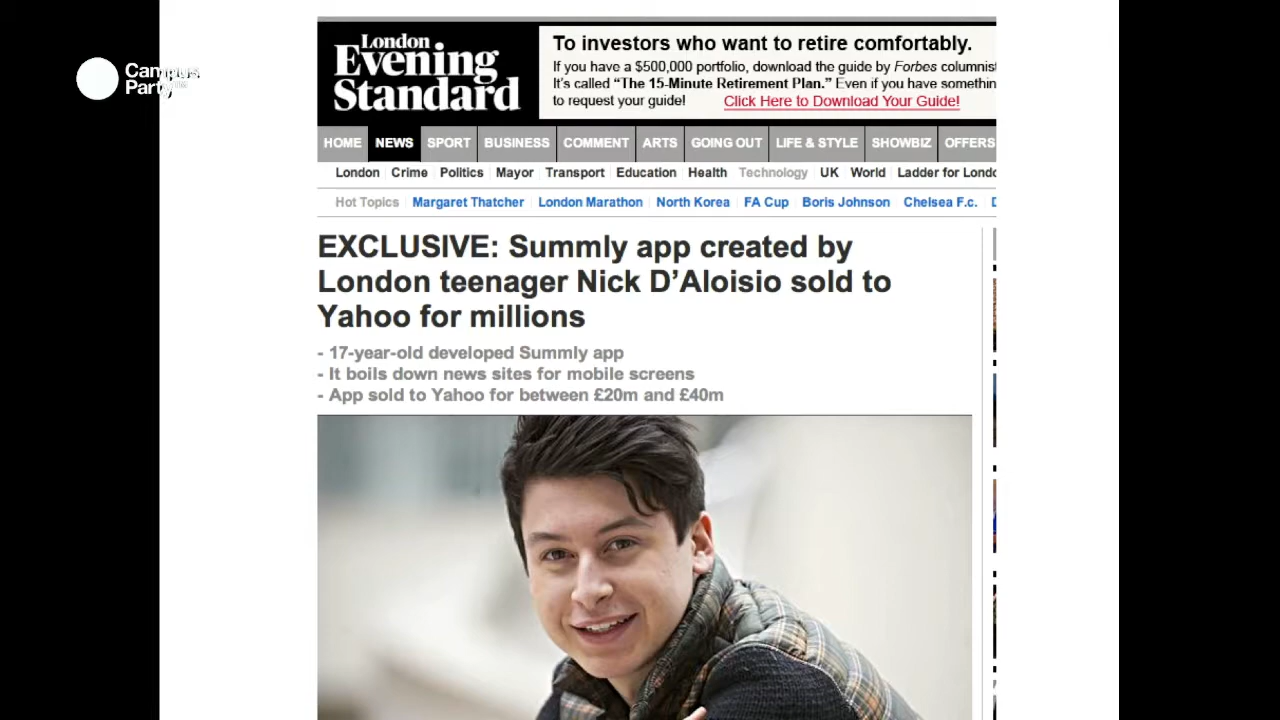 Campus
Party
London
Evening
Standard
To investors who want to retire comfortably.
If you have a $500,000 portfolio, download the guide by Forbes columnist
It's called “The 15-Minute Retirement Plan.” Even if you have somethin
to request your guide!
Click Here to Download Your Guide!
HOME NEWS SPORT BUSINESS COMMENT ARTS GOING OUT LIFE & STYLE SHOWBIZ OFFERS
London Crime Politics Mayor Transport Education Health Technology UK World Ladder for Londo
Hot Topics Margaret Thatcher London Marathon North Korea FA Cup Boris Johnson Chelsea F.c. D
EXCLUSIVE: Summly app created by
London teenager Nick D’Aloisio sold to
Yahoo for millions
- 17-year-old developed Summly app
- It boils down news sites for mobile screens
- App sold to Yahoo for between £20m and £40m